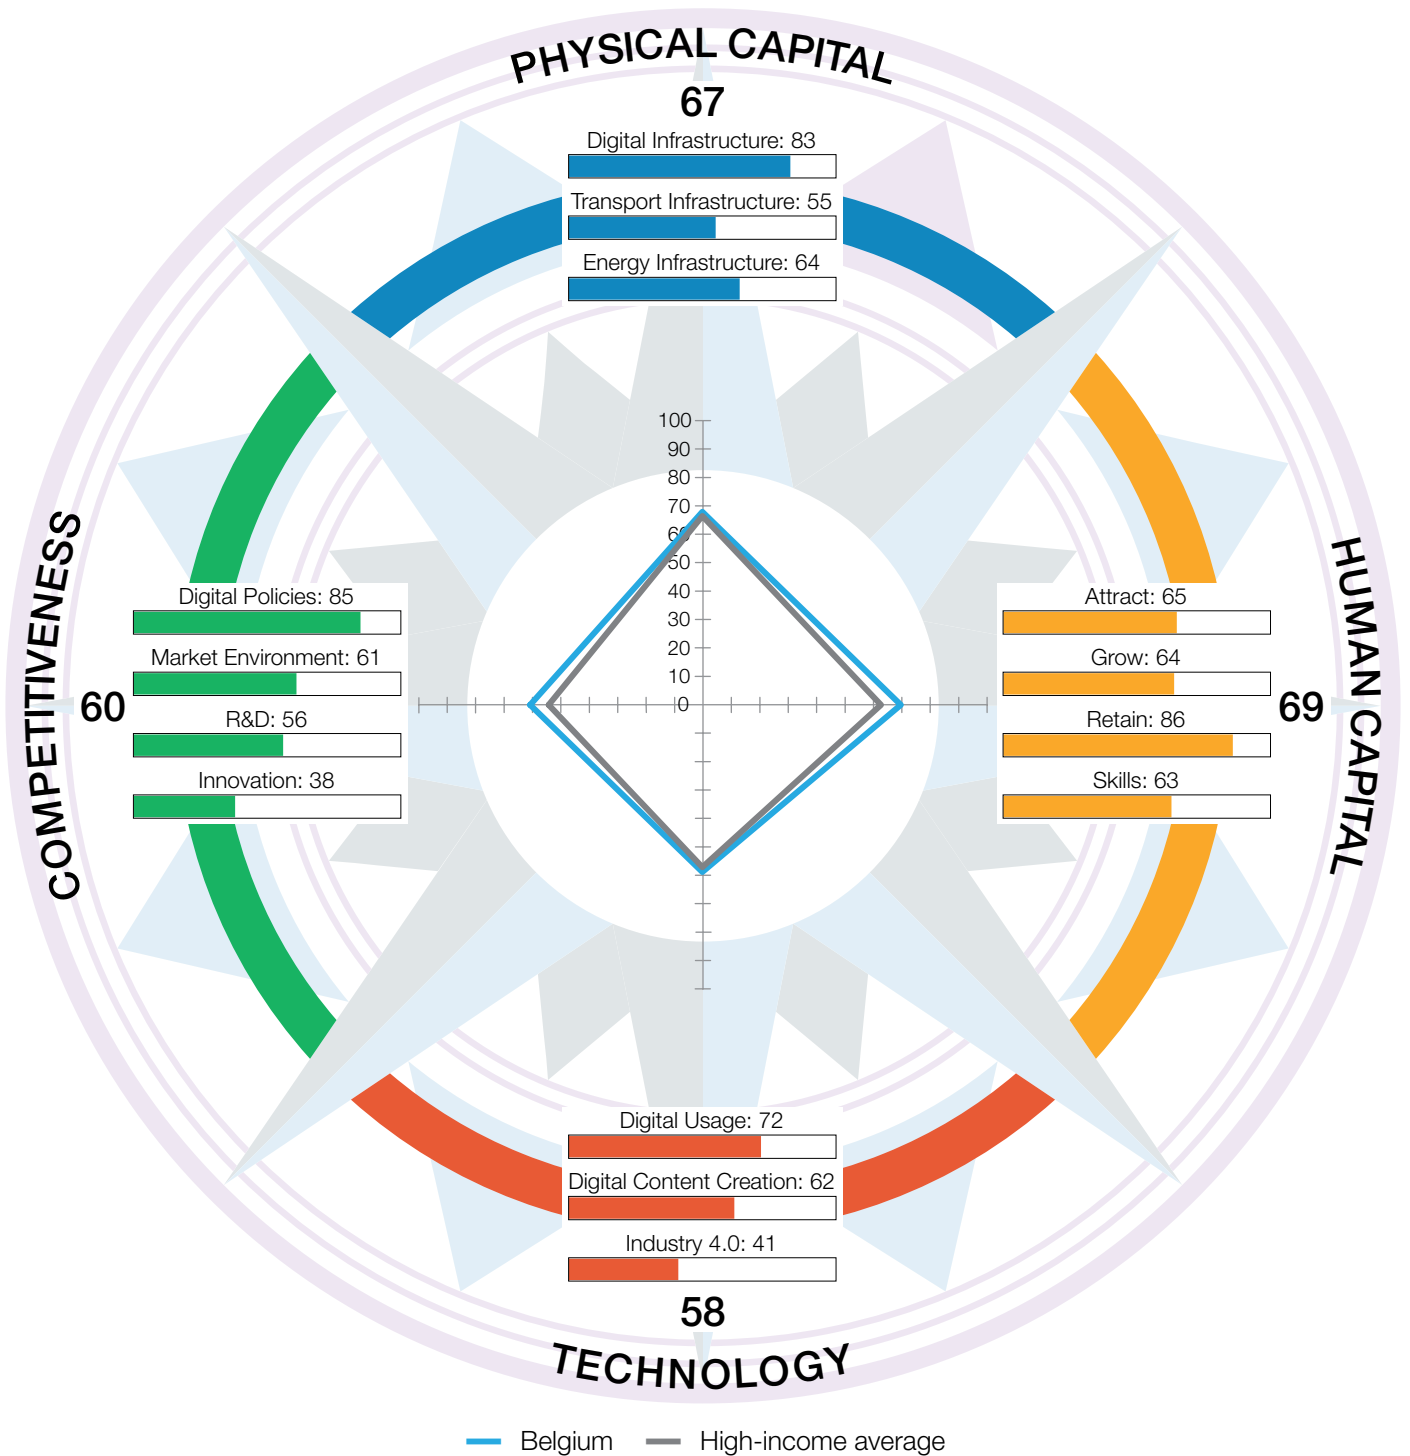 PHYSICAL CAPITAL
67
Digital Infrastructure: 83
Transport Infrastructure: 55
Energy Infrastructure: 64
100
90
80
70
60
50
40
30
20
10
0
COMPETITIVENESS
60
Digital Policies: 85
Market Environment: 61
R&D: 56
Innovation: 38
HUMAN CAPITAL
69
Attract: 65
Grow: 64
Retain: 86
Skills: 63
Digital Usage: 72
Digital Content Creation: 62
Industry 4.0: 41
58
TECHNOLOGY
Belgium
High-income average